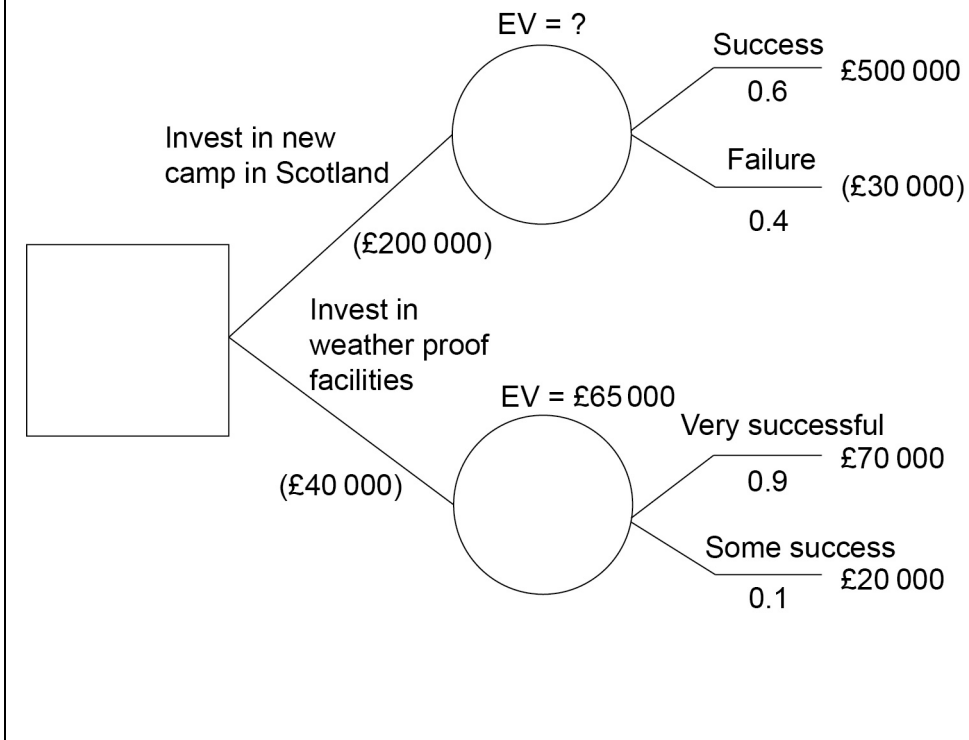 EV = ?
Success
£500 000
0.6
Invest in new
camp in Scotland
Failure
(£30 000)
0.4
(£200 000)
Invest in
weather proof
facilities
EV = £65 000
Very successful
£70 000
0.9
(£40 000)
Some success
£20 000
0.1